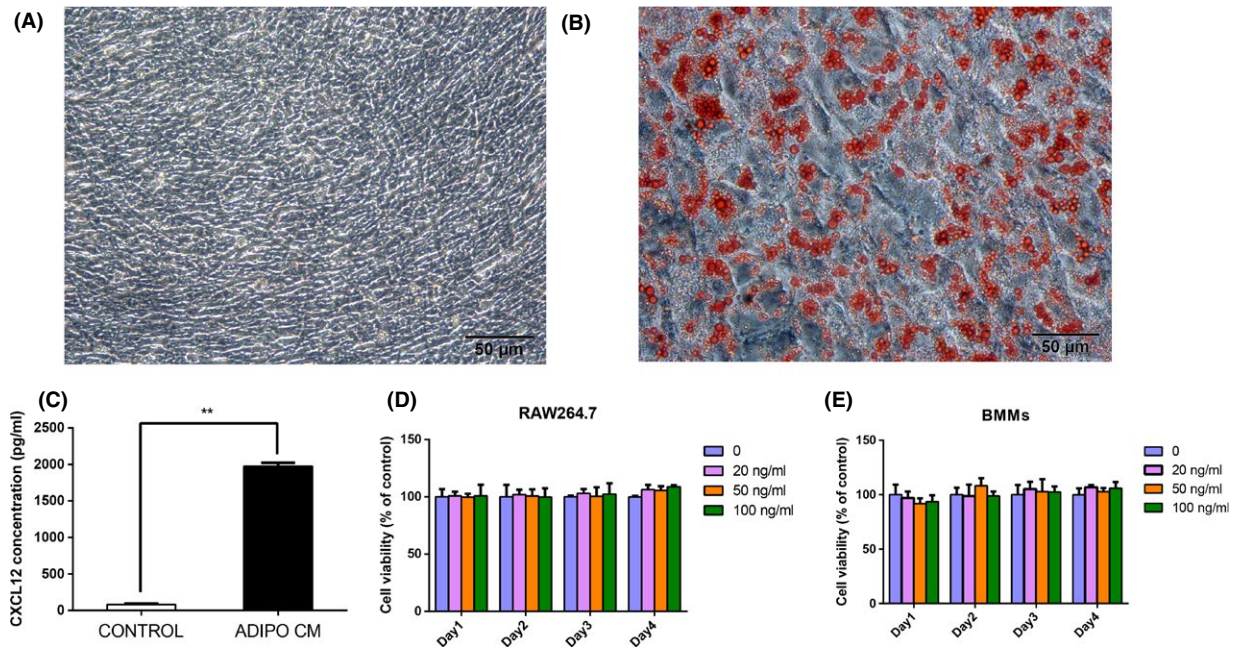 (A)
50 µm
(B)
50 µm
(C)
**
CXCL12 concentration (pg/ml)
2500
2000
1500
1000
500
0
CONTROL
ADIPO CM
(D)
RAW264.7
Cell viability (% of control)
150
100
50
0
Day1
Day2
Day3
Day4
0
20 ng/ml
50 ng/ml
100 ng/ml
(E)
BMMs
Cell viability (% of control)
150
100
50
0
Day1
Day2
Day3
Day4
0
20 ng/ml
50 ng/ml
100 ng/ml